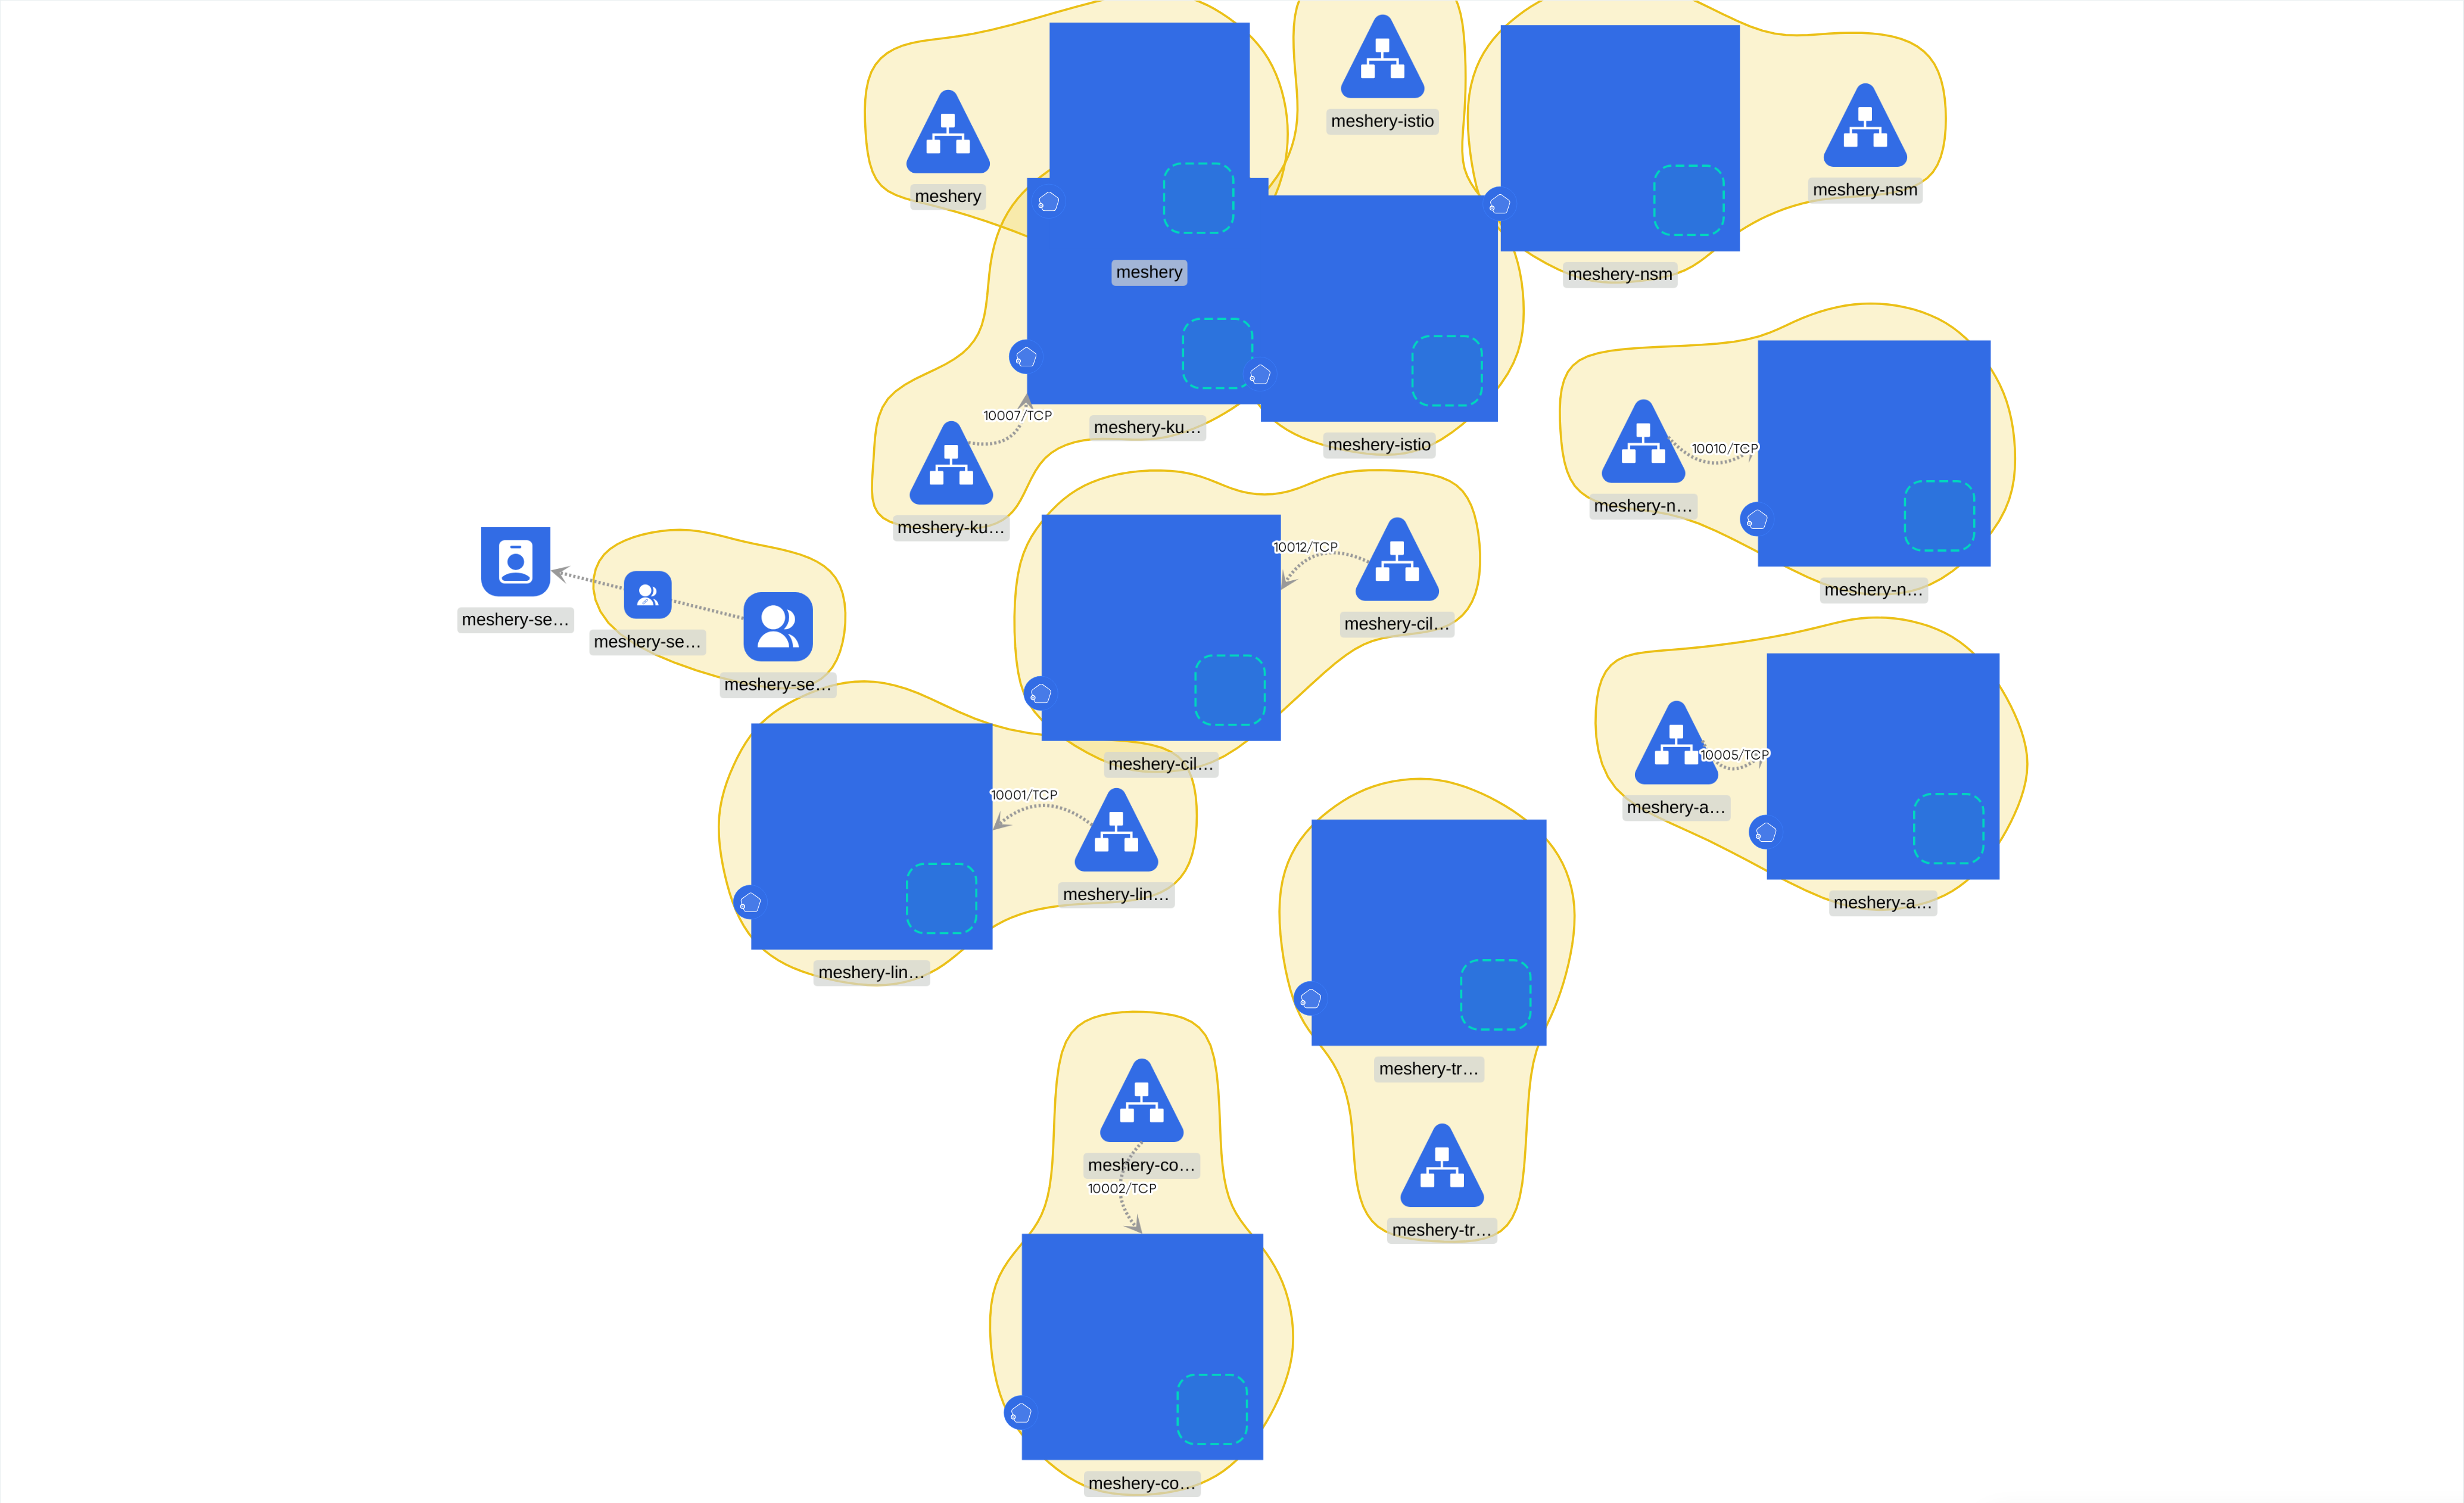 meshery-istio
meshery
meshery-nsm
meshery
meshery-nsm
10007/TCP
meshery-ku…
meshery-istio
10010/TCP
meshery-n…
meshery-ku…
10012/TCP
meshery-n…
meshery-se…
meshery-cil…
meshery-se…
meshery-se…
10005/TCP
meshery-cil…
10001/TCP
meshery-a…
meshery-lin…
meshery-a…
meshery-lin…
meshery-tr…
meshery-co…
10002/TCP
meshery-tr…
meshery-co…